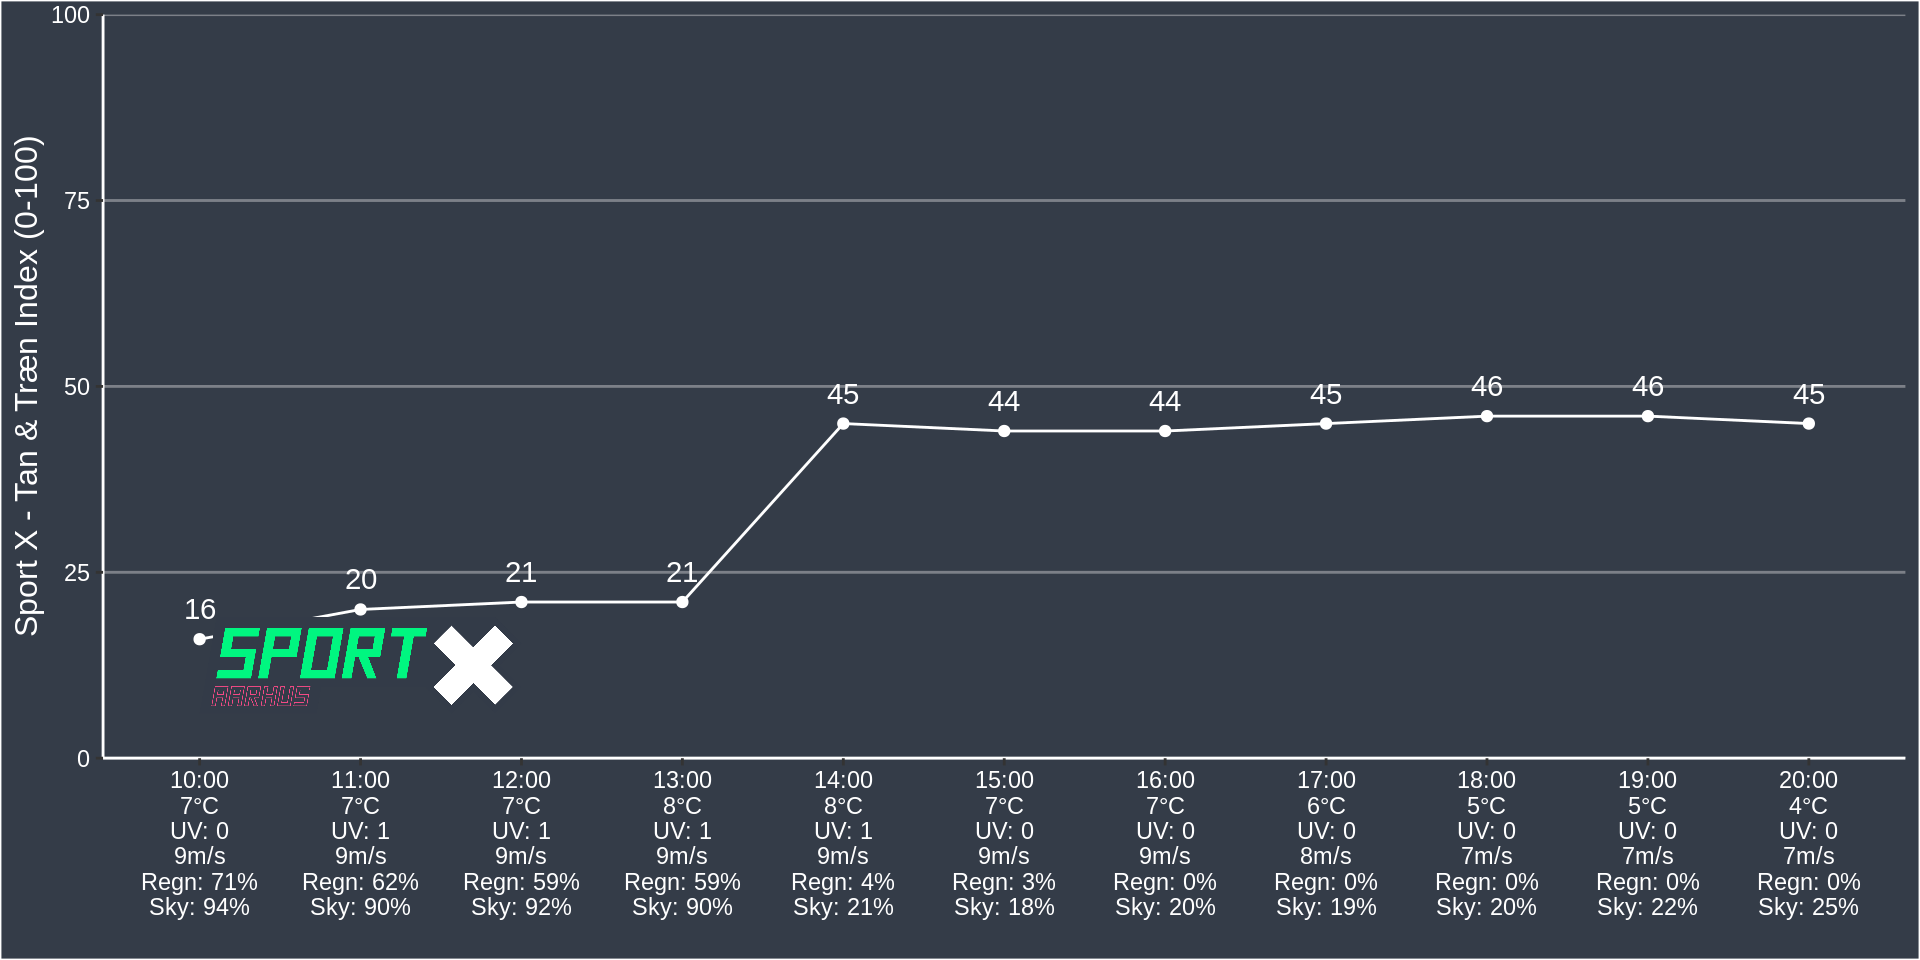 Sport X - Tan & Træn Index (0-100)
100
75
50
25
0
16
20
21
21
45
44
44
45
46
46
45
SPORT X
AARHUS
10:00 11:00 12:00 13:00 14:00 15:00 16:00 17:00 18:00 19:00 20:00
7°C 7°C 7°C 8°C 8°C 7°C 7°C 6°C 5°C 5°C 4°C
UV: 0 UV: 1 UV: 1 UV: 1 UV: 1 UV: 0 UV: 0 UV: 0 UV: 0 UV: 0 UV: 0
9m/s 9m/s 9m/s 9m/s 9m/s 9m/s 9m/s 8m/s 7m/s 7m/s 7m/s
Regn: 71% Regn: 62% Regn: 59% Regn: 59% Regn: 4% Regn: 3% Regn: 0% Regn: 0% Regn: 0% Regn: 0% Regn: 0%
Sky: 94% Sky: 90% Sky: 92% Sky: 90% Sky: 21% Sky: 18% Sky: 20% Sky: 19% Sky: 20% Sky: 22% Sky: 25%